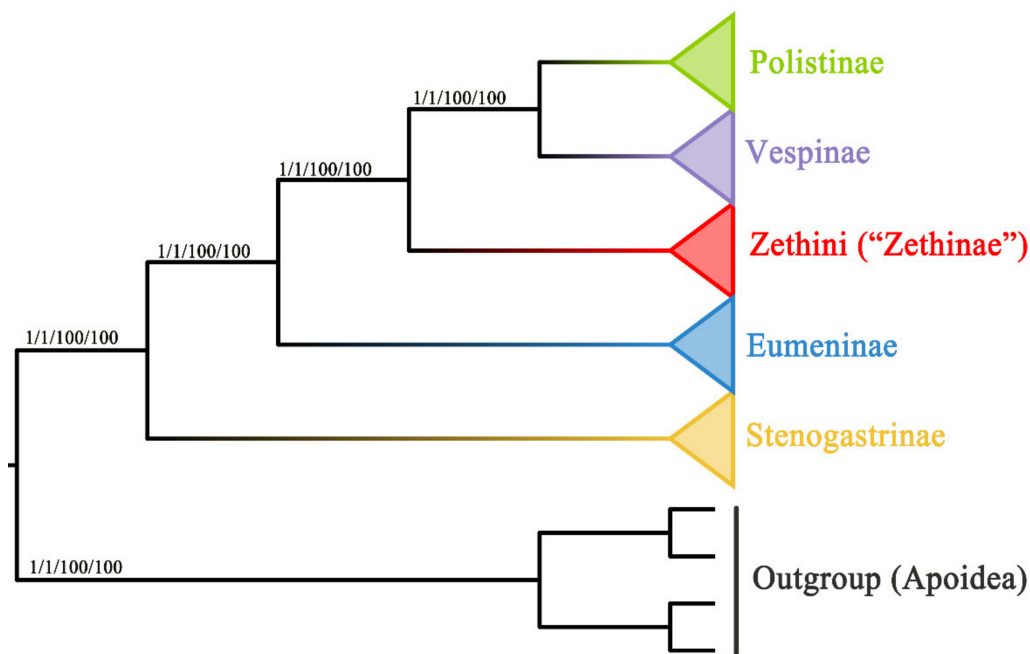 Polistinae
1/1/100/100
Vespinae
1/1/100/100
Zethini (“Zethinae”)
1/1/100/100
1/1/100/100
Eumeninae
Stenogastrinae
1/1/100/100
Outgroup (Apoidea)